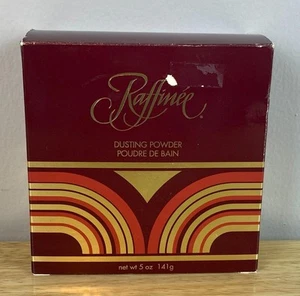 Raffinée
DUSTING POWDER
POUDRE DE BAIN
net wt 5 oz 141g